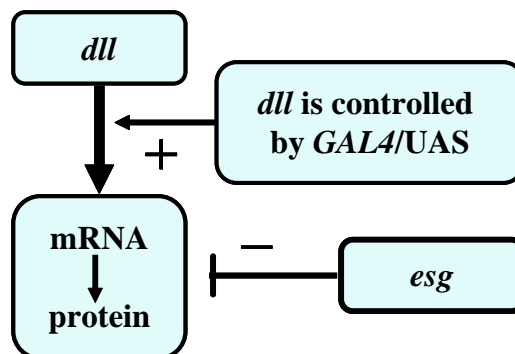 dll
dll is controlled
by GAL4/UAS
+
mRNA
protein
−
esg